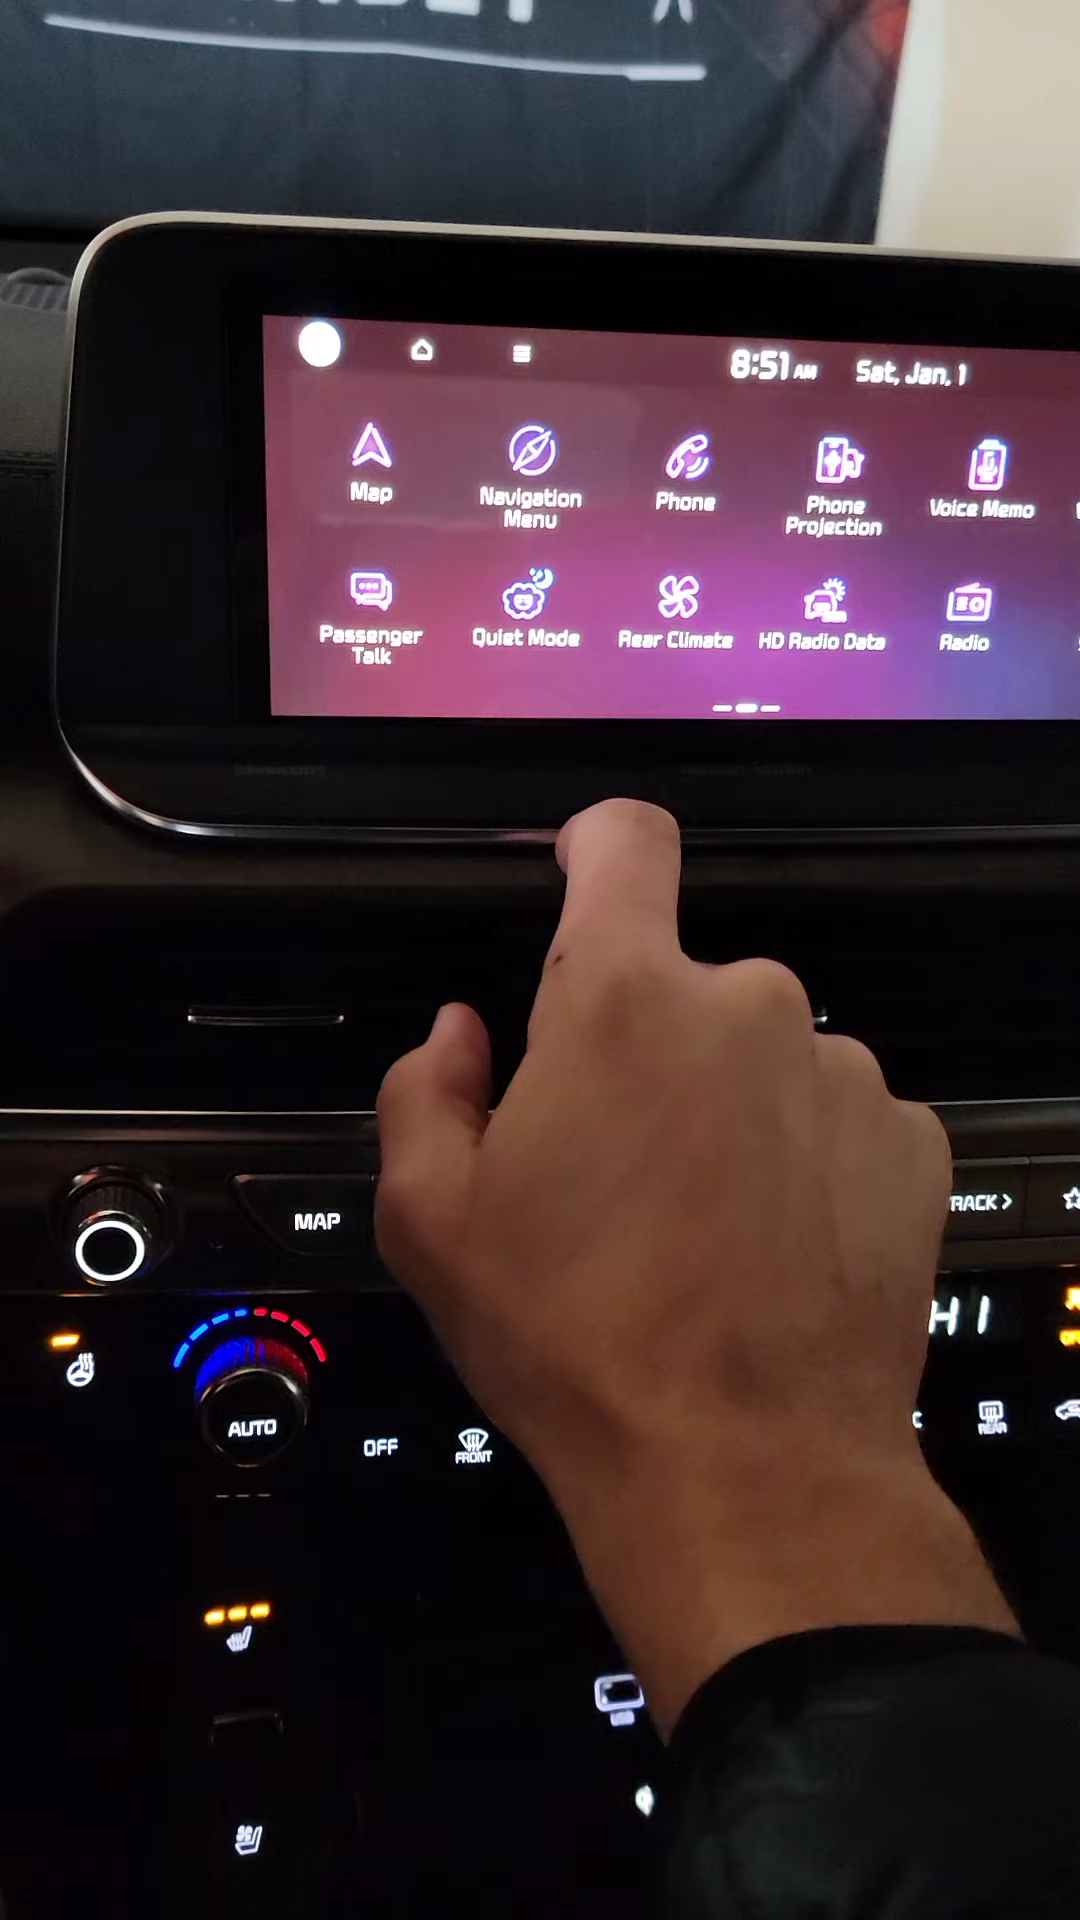 8:51 AM Sat, Jan, 1
Map
Navigation
Menu
Phone
Phone
Projection
Voice Memo
Passenger
Talk
Quiet Mode
Rear Climate
HD Radio Data
Radio
MAP
HI
AUTO
OFF
FRONT
REAR